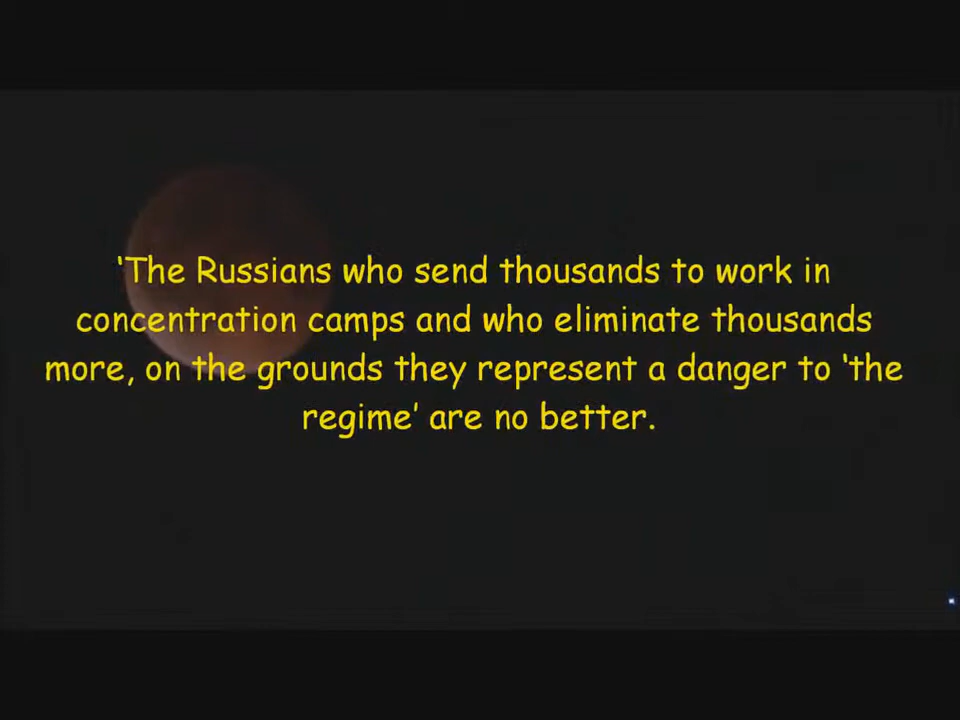 ‘The Russians who send thousands to work in
concentration camps and who eliminate thousands
more, on the grounds they represent a danger to ‘the
regime’ are no better.